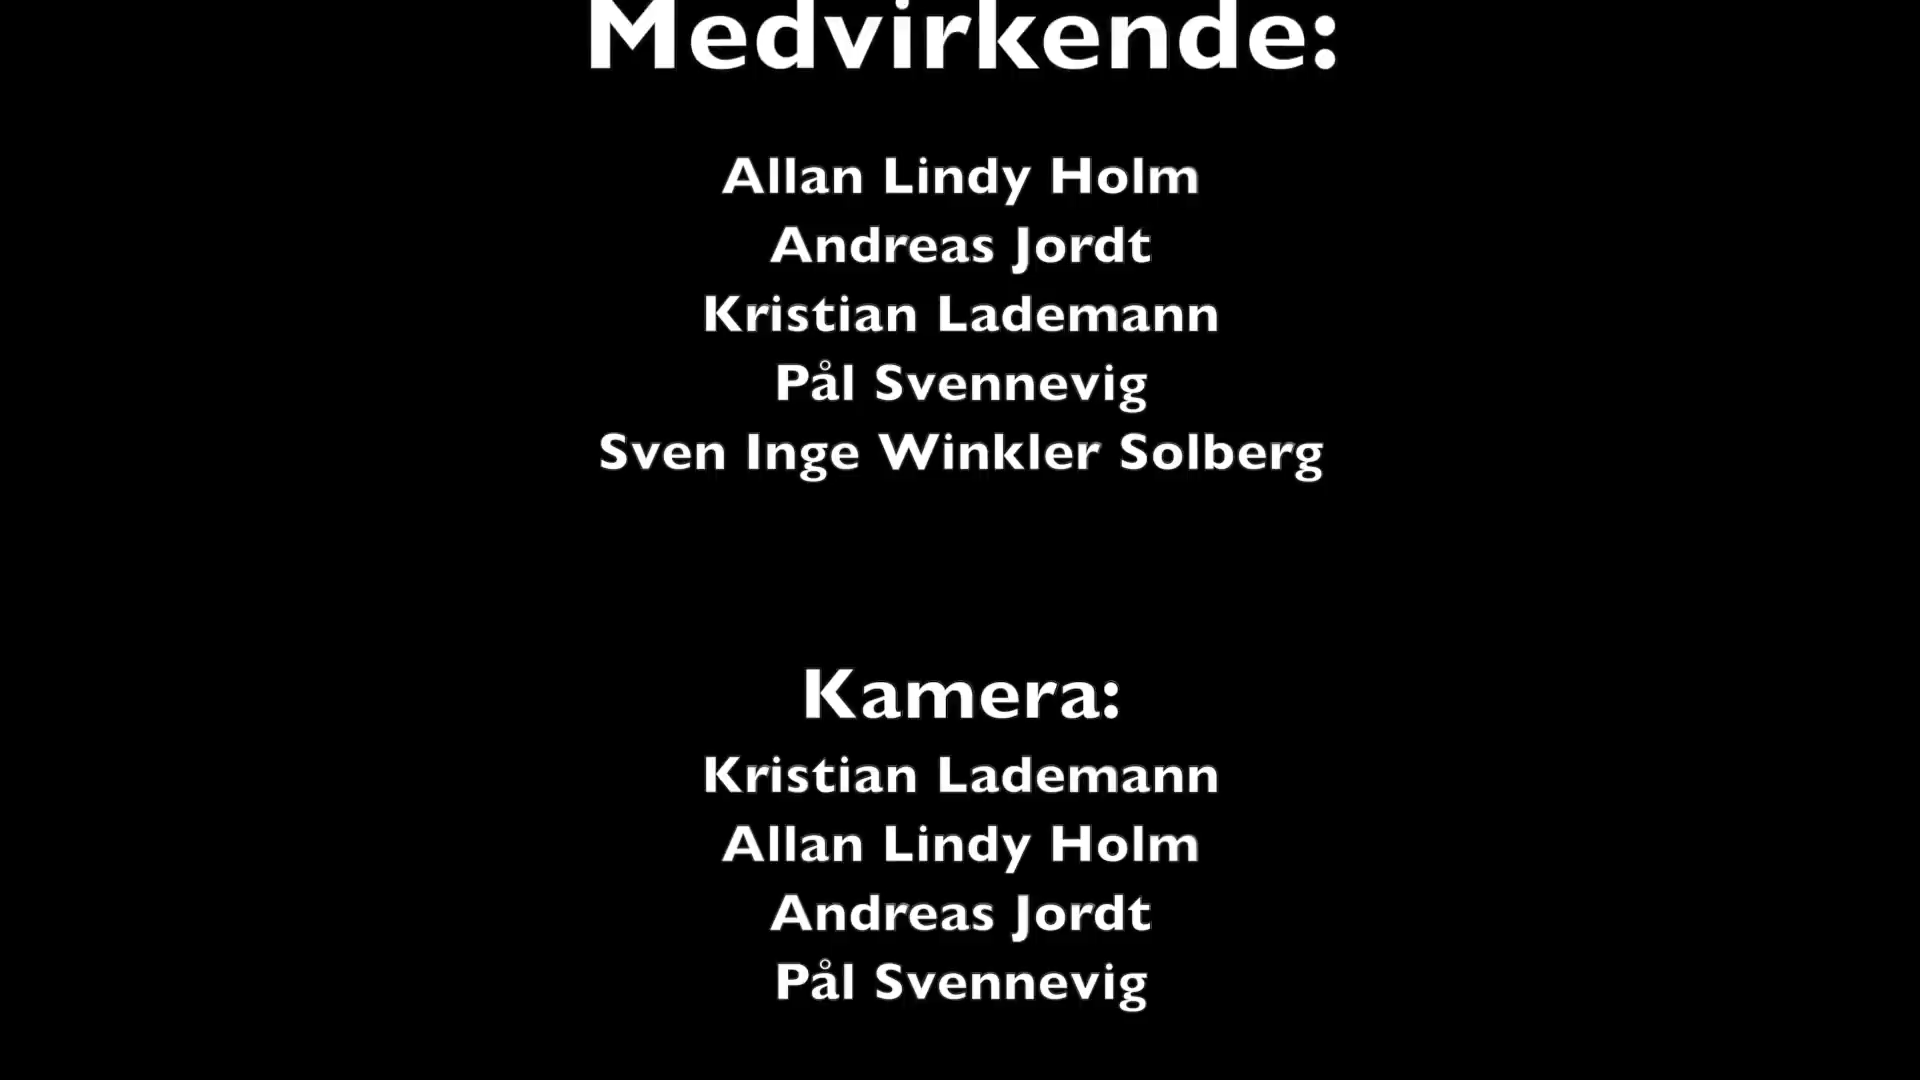 Medvirkende:
Allan Lindy Holm
Andreas Jordt
Kristian Lademann
Pål Svennevig
Sven Inge Winkler Solberg
Kamera:
Kristian Lademann
Allan Lindy Holm
Andreas Jordt
Pål Svennevig